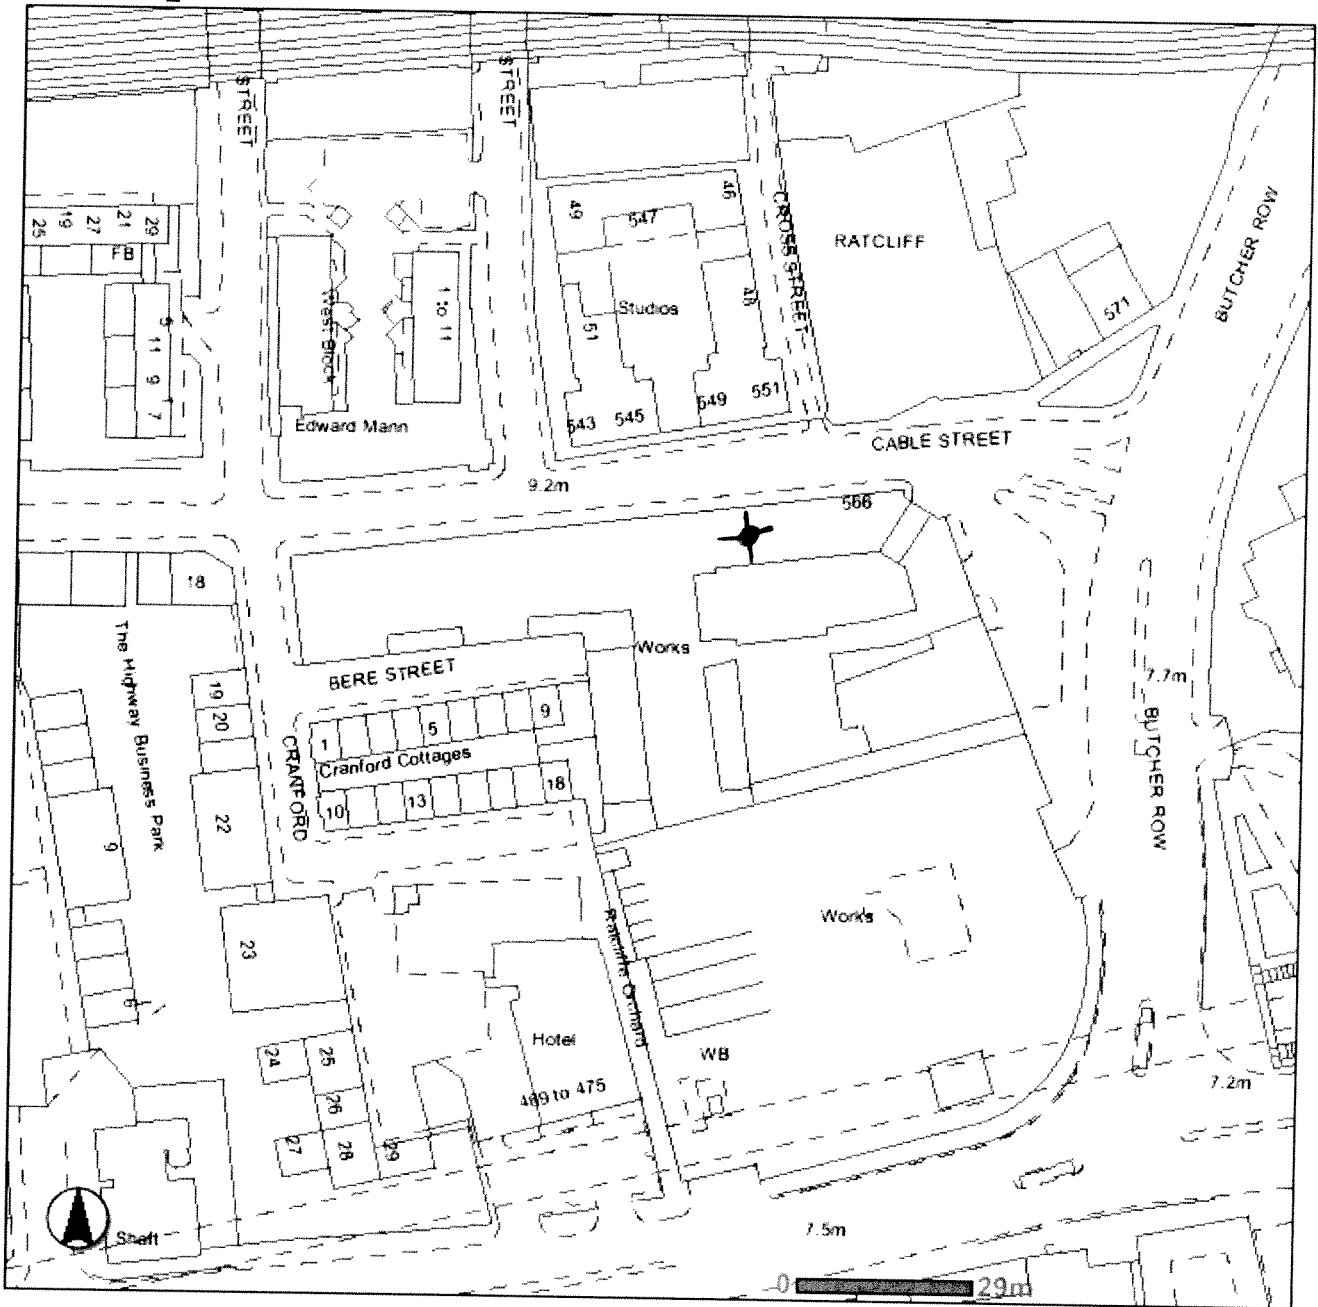 STREET
STREET
CROSS STREET
RATCLIFF
BUTCHER ROW
25
19
27
21
29
FB
5
11
9
7
West Block
1 to 11
Edward Mann
49
547
46
Studios
51
48
543
545
549
551
571
CABLE STREET
9.2m
566
18
The Highway Business Park
BERE STREET
Works
7.7m
BUTCHER ROW
19
20
22
CRANFORD
1
5
9
Cranford Cottages
10
13
18
9
23
Works
Ratcliffe Orchard
6
Hotel
WB
24
25
26
27
28
29
469 to 475
7.2m
Shaft
7.5m
0
29m